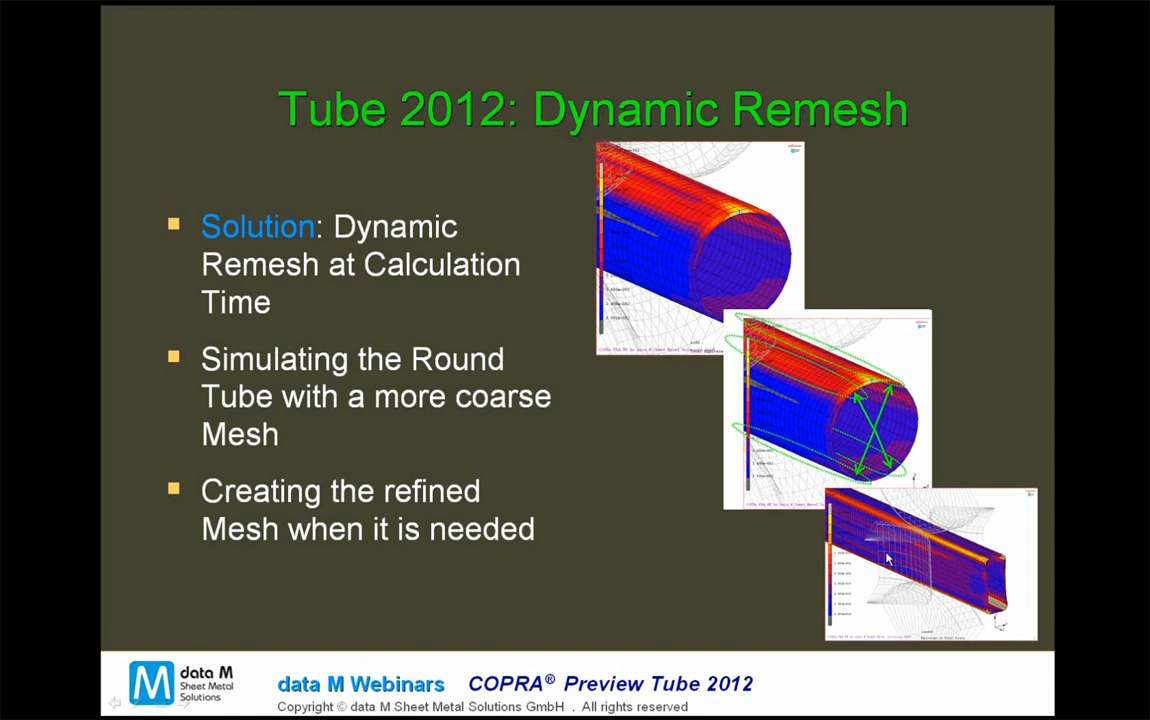 Tube 2012: Dynamic Remesh
Solution: Dynamic
Remesh at Calculation
Time
Simulating the Round
Tube with a more coarse
Mesh
Creating the refined
Mesh when it is needed
data M
Sheet Metal
Solutions
data M Webinars COPRA® Preview Tube 2012
Copyright © data M Sheet Metal Solutions GmbH . All rights reserved